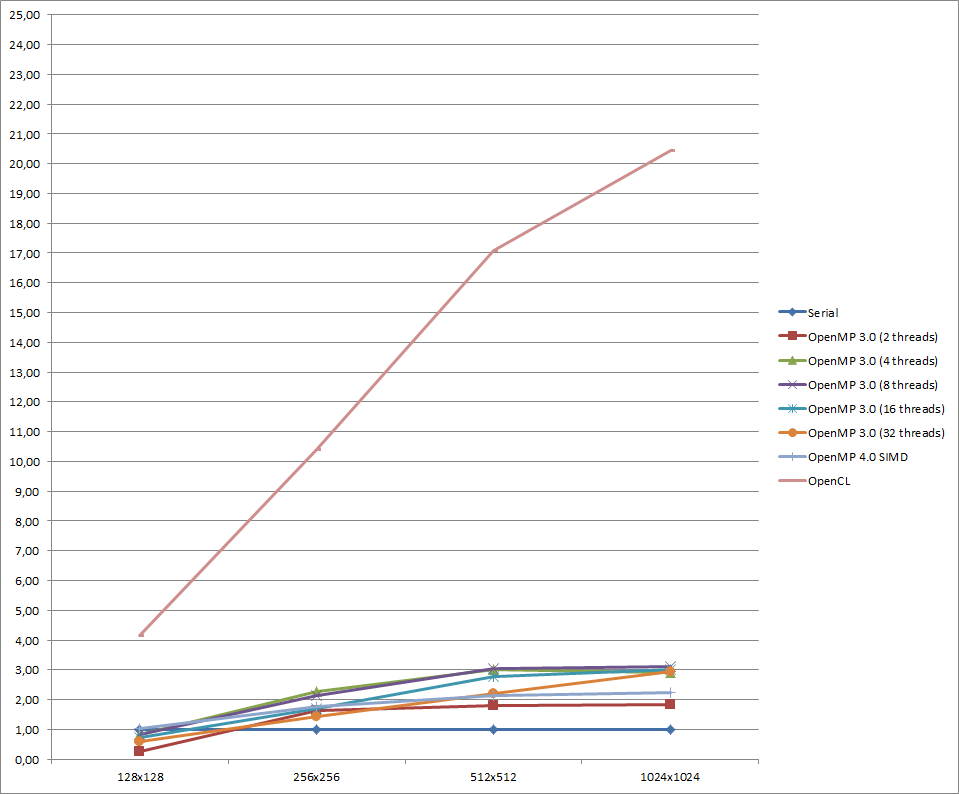 25,00
24,00
23,00
22,00
21,00
20,00
19,00
18,00
17,00
16,00
15,00
14,00
13,00
12,00
11,00
10,00
9,00
8,00
7,00
6,00
5,00
4,00
3,00
2,00
1,00
0,00
128x128
256x256
512x512
1024x1024
Serial
OpenMP 3.0 (2 threads)
OpenMP 3.0 (4 threads)
OpenMP 3.0 (8 threads)
OpenMP 3.0 (16 threads)
OpenMP 3.0 (32 threads)
OpenMP 4.0 SIMD
OpenCL